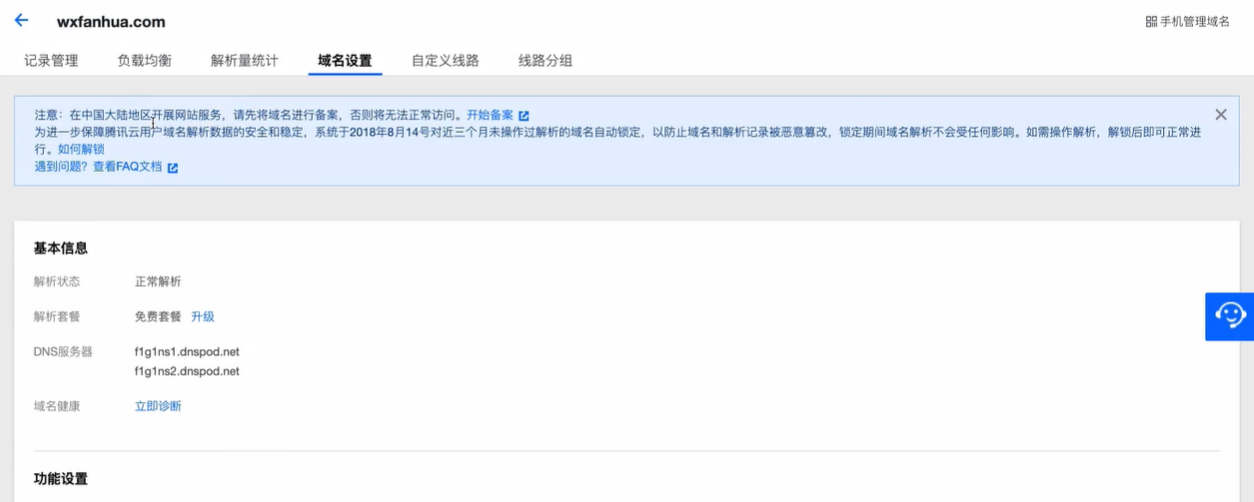 wxfanhua.com
手机管理域名
记录管理 负载均衡 解析量统计 域名设置 自定义线路 线路分组
注意：在中国大陆地区开展网站服务，请先将域名进行备案，否则将无法正常访问。开始备案
为进一步保障腾讯云用户域名解析数据的安全和稳定，系统于2018年8月14号对近三个月未操作过解析的域名自动锁定，以防止域名和解析记录被恶意篡改，锁定期间域名解析不会受任何影响。如需操作解析，解锁后即可正常进
行。如何解锁
遇到问题？查看FAQ文档
基本信息
解析状态 正常解析
解析套餐 免费套餐 升级
DNS服务器 f1g1ns1.dnspod.net
f1g1ns2.dnspod.net
域名健康 立即诊断
功能设置